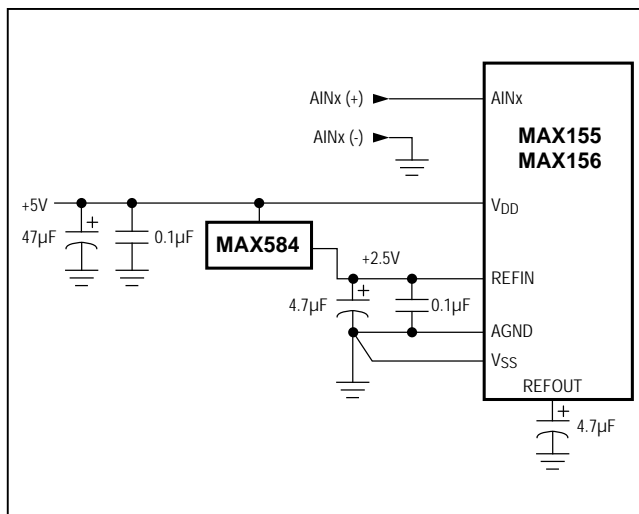 AINx (+)
AINx
AINx (-)
MAX155
MAX156
+5V
VDD
+
47µF
0.1µF
MAX584
+2.5V
REFIN
+
4.7µF
0.1µF
AGND
VSS
REFOUT
+
4.7µF